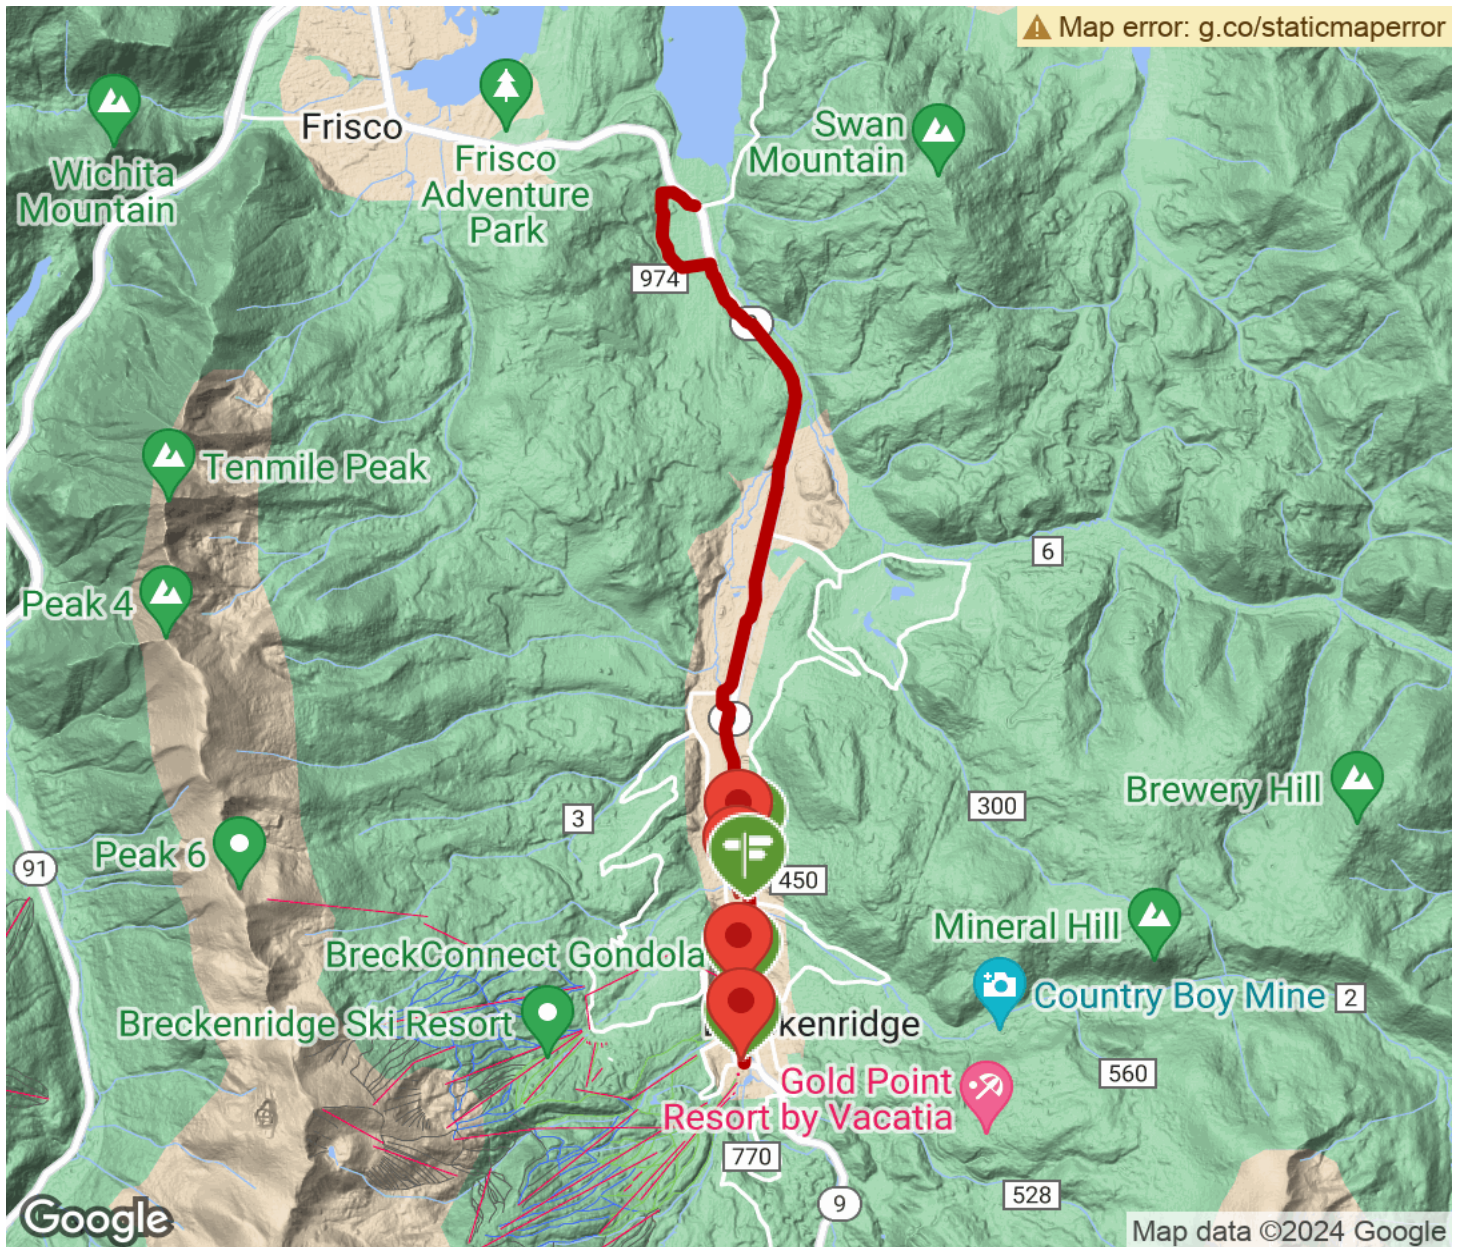 Map error: g.co/staticmaperror
Frisco
Swan
Mountain
Frisco
Adventure
Park
Wichita
Mountain
974
Tenmile Peak
6
Peak 4
Brewery Hill
300
3
Peak 6
91
450
Mineral Hill
BreckConnect Gondola
Country Boy Mine
2
Breckenridge Ski Resort
kenridge
560
Gold Point
Resort by Vacatia
770
528
9
Google
Map data ©2024 Google